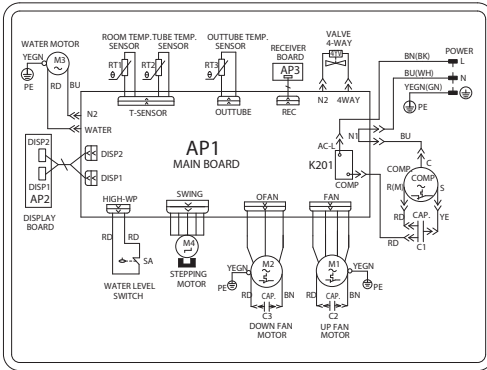 ROOM TEMP. TUBE TEMP. OUTTUBE TEMP. VALVE
SENSOR SENSOR SENSOR 4-WAY
RECEIVER
BOARD
WATER MOTOR
YEGN M3
PE
RD BU
RT1 RT2 RT3 AP3 RTV
T-SENSOR OUTTUBE REC N2 4WAY
BN(BK) POWER
L
BU(WH)
N
YEGN(GN)
PE
N2
WATER
N1 BU
DISP2 DISP2
DISP1 DISP1
AP2
DISPLAY
BOARD
AP1
MAIN BOARD
AC-L
K201
COMP
C
COMP. COMP
R(M) S
RD YE
CAP.
RD C1
HIGH-WP SWING OFAN FAN
RD RD
SA
WATER LEVEL
SWITCH
M4
STEPPING
MOTOR
YEGN M2
PE
RD CAP. BN
C3
DOWN FAN
MOTOR
M1 YEGN
PE
RD CAP. BN
C2
UP FAN
MOTOR